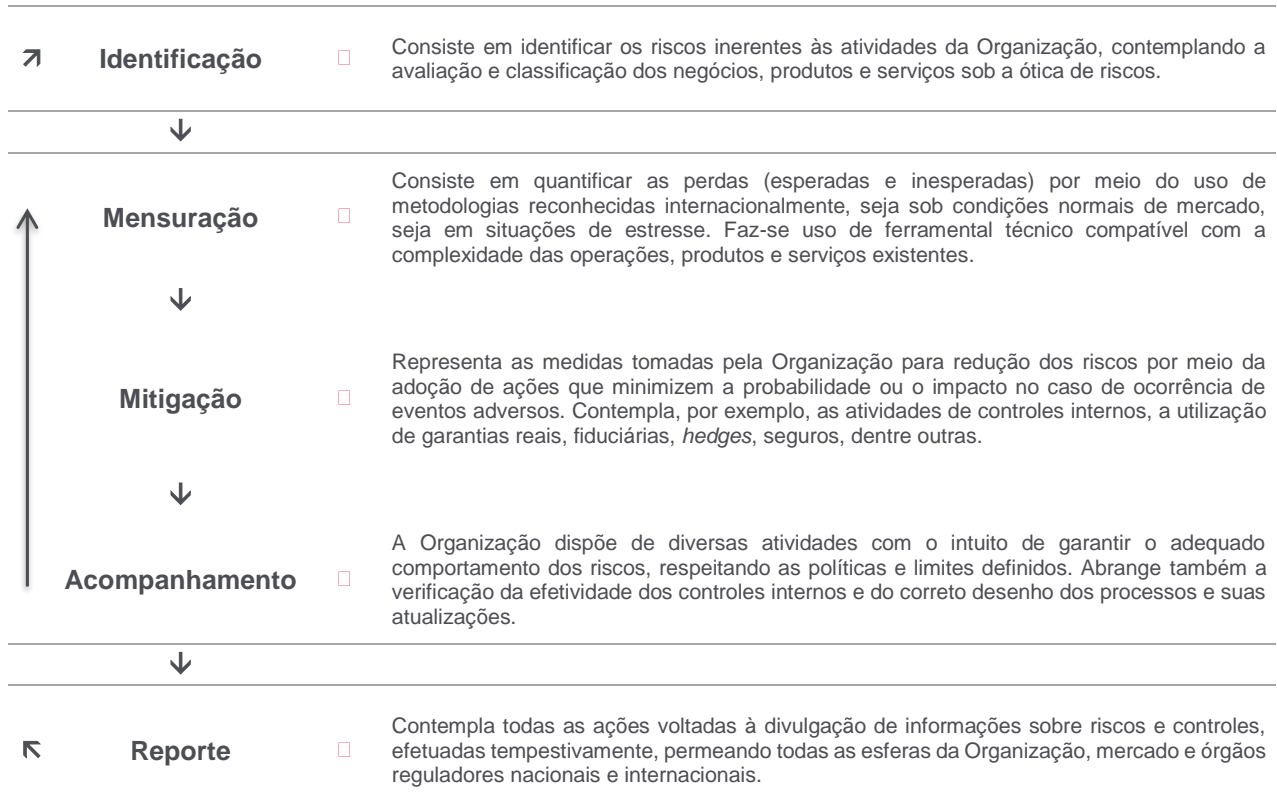 Identificação
Consiste em identificar os riscos inerentes às atividades da Organização, contemplando a
avaliação e classificação dos negócios, produtos e serviços sob a ótica de riscos.
Mensuração
Consiste em quantificar as perdas (esperadas e inesperadas) por meio do uso de
metodologias reconhecidas internacionalmente, seja sob condições normais de mercado,
seja em situações de estresse. Faz-se uso de ferramental técnico compatível com a
complexidade das operações, produtos e serviços existentes.
Mitigação
Representa as medidas tomadas pela Organização para redução dos riscos por meio da
adoção de ações que minimizem a probabilidade ou o impacto no caso de ocorrência de
eventos adversos. Contempla, por exemplo, as atividades de controles internos, a utilização
de garantias reais, fiduciárias, hedges, seguros, dentre outras.
Acompanhamento
A Organização dispõe de diversas atividades com o intuito de garantir o adequado
comportamento dos riscos, respeitando as políticas e limites definidos. Abrange também a
verificação da efetividade dos controles internos e do correto desenho dos processos e suas
atualizações.
Reporte
Contempla todas as ações voltadas à divulgação de informações sobre riscos e controles,
efetuadas tempestivamente, permeando todas as esferas da Organização, mercado e órgãos
reguladores nacionais e internacionais.